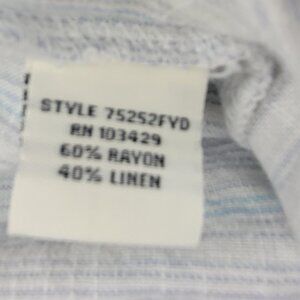 STYLE 75252FYD
RN 103429
60% RAYON
40% LINEN